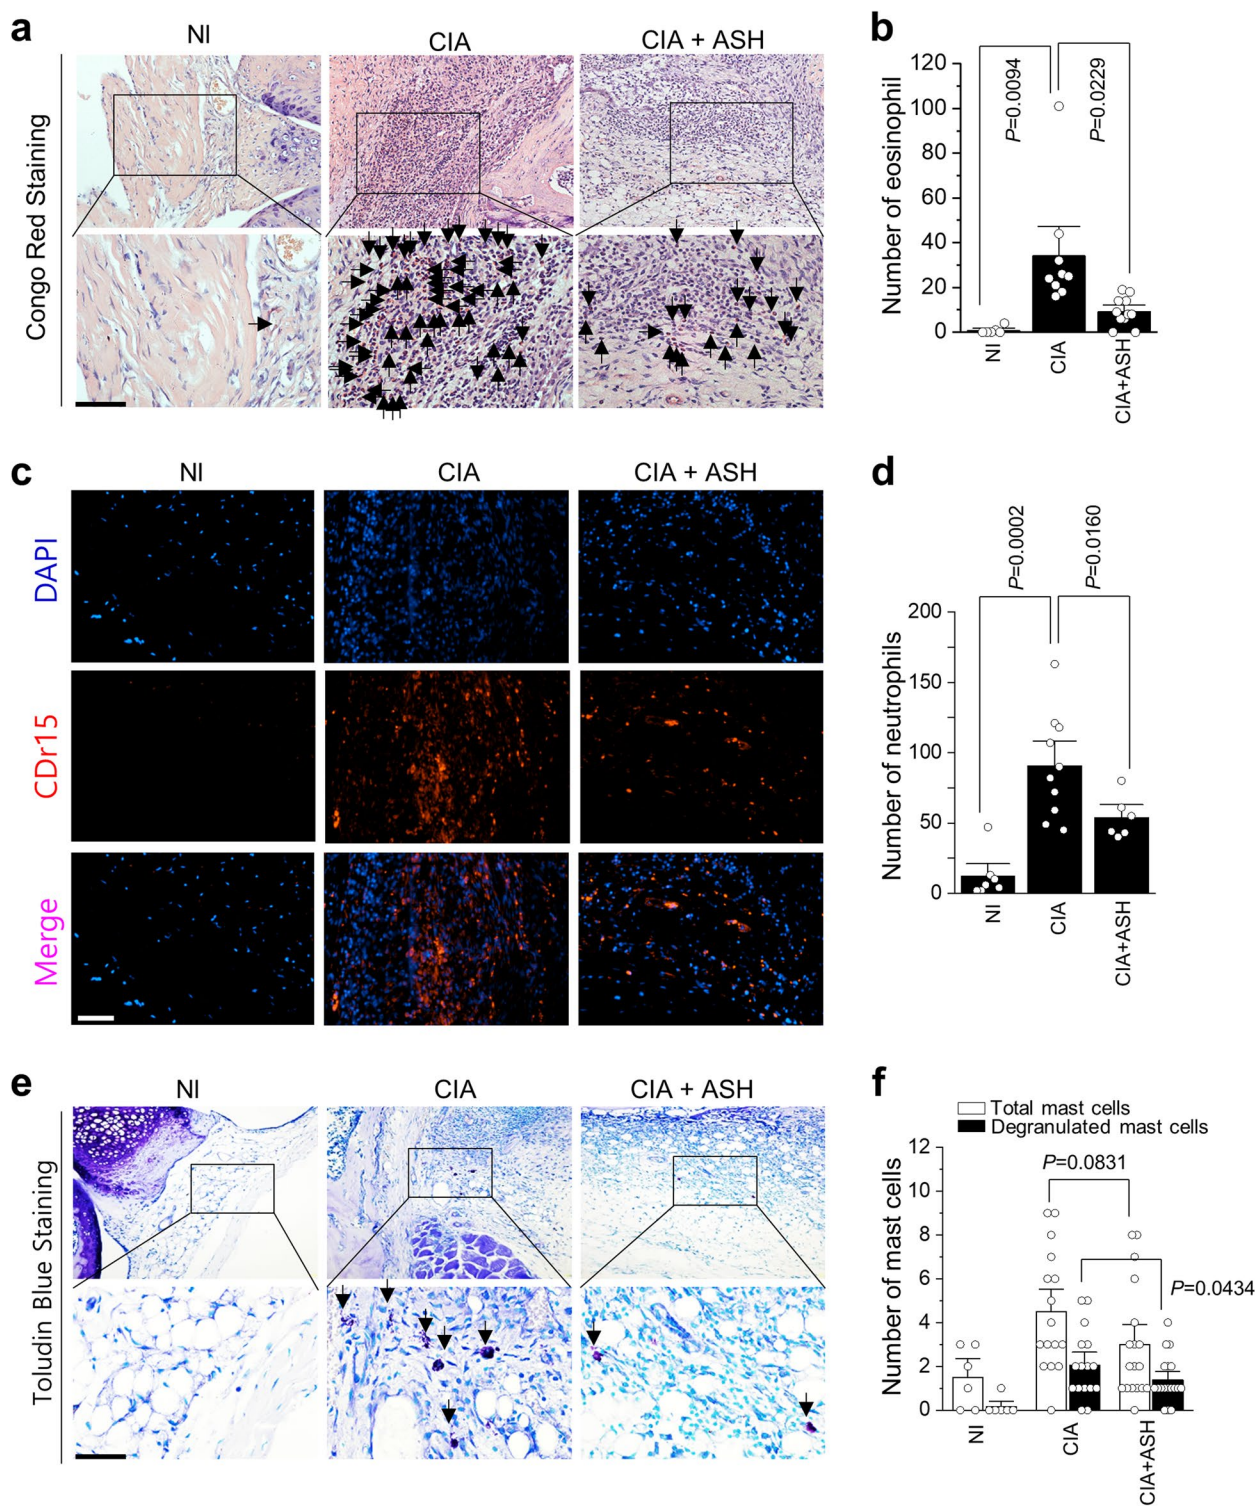 a
NI
CIA
CIA + ASH
Congo Red Staining
b
Number of eosinophil
120
100
80
60
40
20
0
P=0.0094
P=0.0229
NI
CIA
CIA+ASH
c
NI
CIA
CIA + ASH
DAPI
CDr15
Merge
d
Number of neutrophils
200
150
100
50
0
P=0.0002
P=0.0160
NI
CIA
CIA+ASH
e
NI
CIA
CIA + ASH
Toludin Blue Staining
f
Total mast cells
Degranulated mast cells
Number of mast cells
12
10
8
6
4
2
0
P=0.0831
P=0.0434
NI
CIA
CIA+ASH